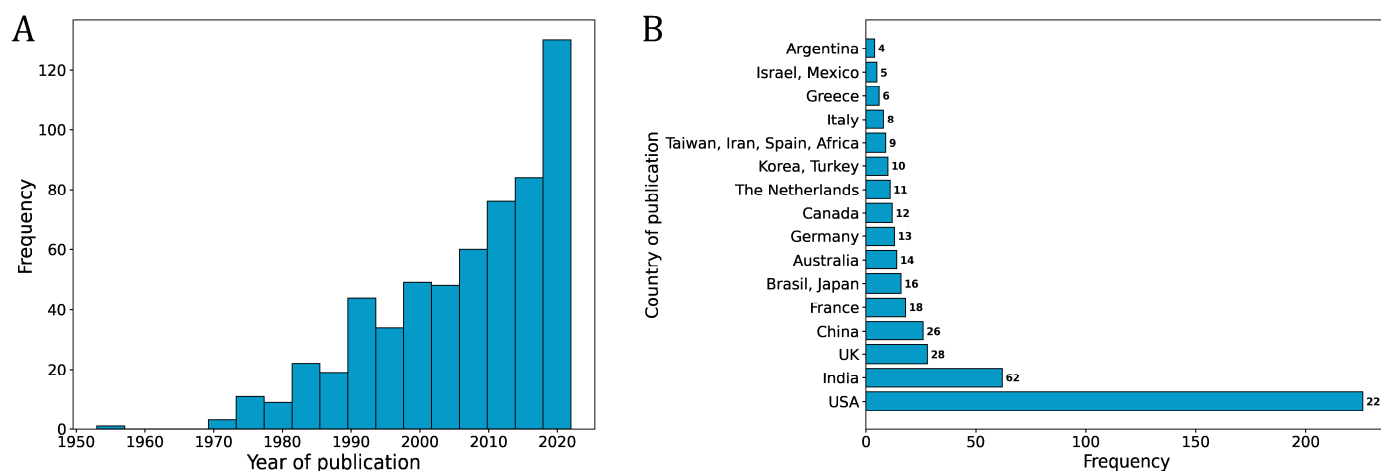 A
Frequency
120
100
80
60
40
20
0
1950 1960 1970 1980 1990 2000 2010 2020
Year of publication
B
Country of publication
Argentina 4
Israel, Mexico 5
Greece 6
Italy 8
Taiwan, Iran, Spain, Africa 9
Korea, Turkey 10
The Netherlands 11
Canada 12
Germany 13
Australia 14
Brasil, Japan 16
France 18
China 26
UK 28
India 62
USA 22
0 50 100 150 200
Frequency